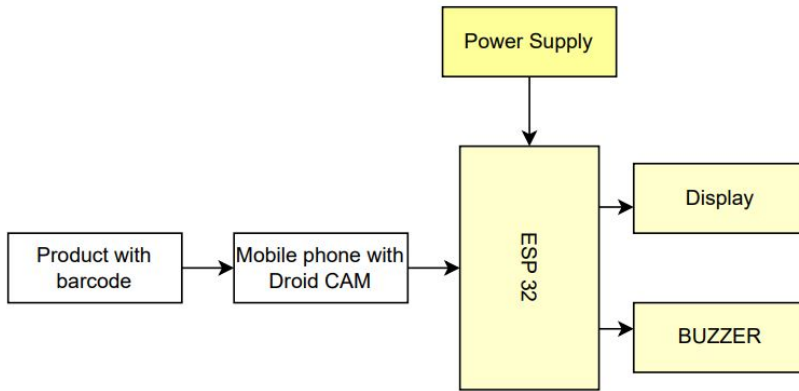 Power Supply
Product with
barcode
Mobile phone with
Droid CAM
ESP 32
Display
BUZZER